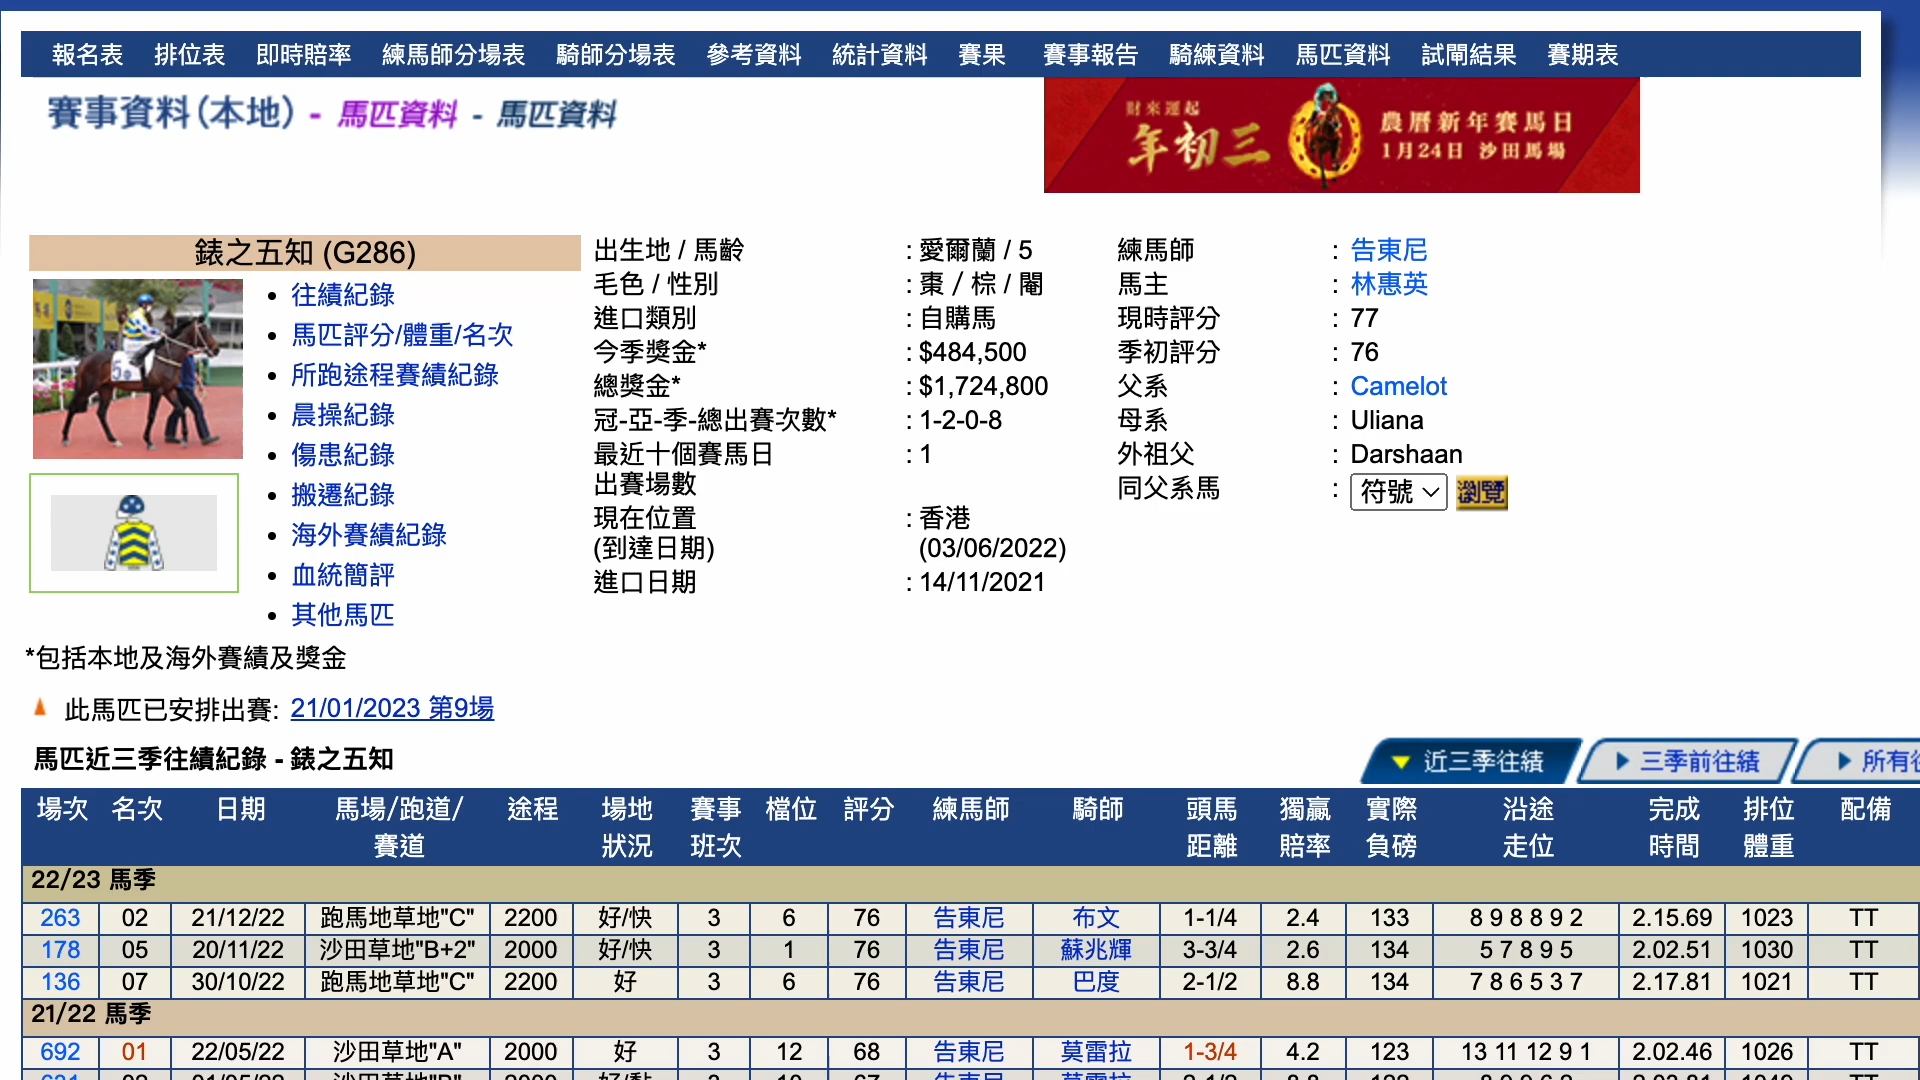 報名表 排位表 即時賠率 練馬師分場表 騎師分場表 參考資料 統計資料 賽果 賽事報告 騎練資料 馬匹資料 試閘結果 賽期表
賽事資料(本地) - 馬匹資料 - 馬匹資料
財來運起
年初三
農曆新年賽馬日
1月24日 沙田馬場
錶之五知 (G286)
往績紀錄
馬匹評分/體重/名次
所跑途程賽績紀錄
晨操紀錄
傷患紀錄
搬遷紀錄
海外賽績紀錄
血統簡評
其他馬匹
出生地 / 馬齡 : 愛爾蘭 / 5
毛色 / 性別 : 棗 / 棕 / 閹
進口類別 : 自購馬
今季獎金* : $484,500
總獎金* : $1,724,800
冠-亞-季-總出賽次數* : 1-2-0-8
最近十個賽馬日 : 1
出賽場數
現在位置 : 香港
(到達日期) (03/06/2022)
進口日期 : 14/11/2021
練馬師 : 告東尼
馬主 : 林惠英
現時評分 : 77
季初評分 : 76
父系 : Camelot
母系 : Uliana
外祖父 : Darshaan
同父系馬 : 符號 瀏覽
*包括本地及海外賽績及獎金
此馬匹已安排出賽: 21/01/2023 第9場
馬匹近三季往績紀錄 - 錶之五知
近三季往績 三季前往績 所有
場次 名次 日期 馬場/跑道/ 途程 場地 賽事 檔位 評分 練馬師 騎師 頭馬 獨贏 實際 沿途 完成 排位 配備
賽道 狀況 班次 距離 賠率 負磅 走位 時間 體重
22/23 馬季
263 02 21/12/22 跑馬地草地"C" 2200 好/快 3 6 76 告東尼 布文 1-1/4 2.4 133 8 9 8 8 9 2 2.15.69 1023 TT
178 05 20/11/22 沙田草地"B+2" 2000 好/快 3 1 76 告東尼 蘇兆輝 3-3/4 2.6 134 5 7 8 9 5 2.02.51 1030 TT
136 07 30/10/22 跑馬地草地"C" 2200 好 3 6 76 告東尼 巴度 2-1/2 8.8 134 7 8 6 5 3 7 2.17.81 1021 TT
21/22 馬季
692 01 22/05/22 沙田草地"A" 2000 好 3 12 68 告東尼 莫雷拉 1-3/4 4.2 123 13 11 12 9 1 2.02.46 1026 TT